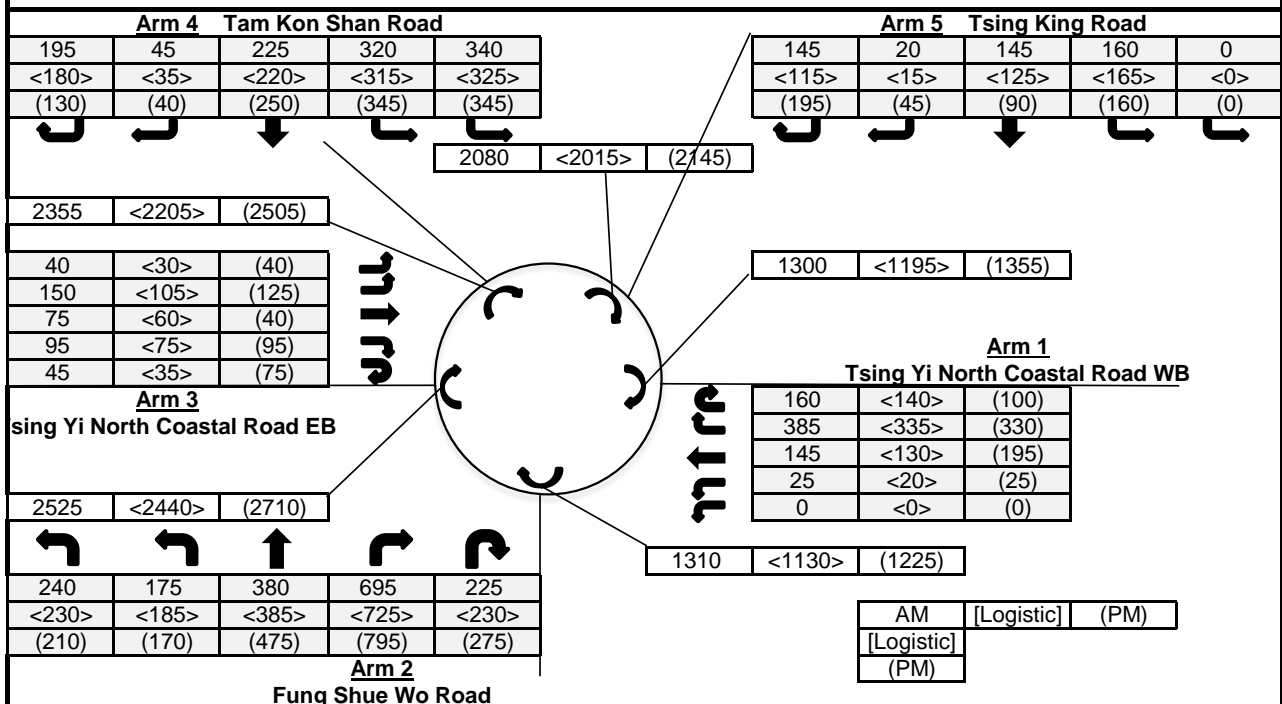 Arm 4 Tam Kon Shan Road
195 45 225 320 340
<180> <35> <220> <315> <325>
(130) (40) (250) (345) (345)
Arm 5 Tsing King Road
145 20 145 160 0
<115> <15> <125> <165> <0>
(195) (45) (90) (160) (0)
2080 <2015> (2145)
2355 <2205> (2505)
40 <30> (40)
150 <105> (125)
75 <60> (40)
95 <75> (95)
45 <35> (75)
Arm 3
sing Yi North Coastal Road EB
1300 <1195> (1355)
Arm 1
Tsing Yi North Coastal Road WB
160 <140> (100)
385 <335> (330)
145 <130> (195)
25 <20> (25)
0 <0> (0)
2525 <2440> (2710)
1310 <1130> (1225)
240 175 380 695 225
<230> <185> <385> <725> <230>
(210) (170) (475) (795) (275)
Arm 2
Fung Shue Wo Road
AM [Logistic] (PM)
[Logistic]
(PM)